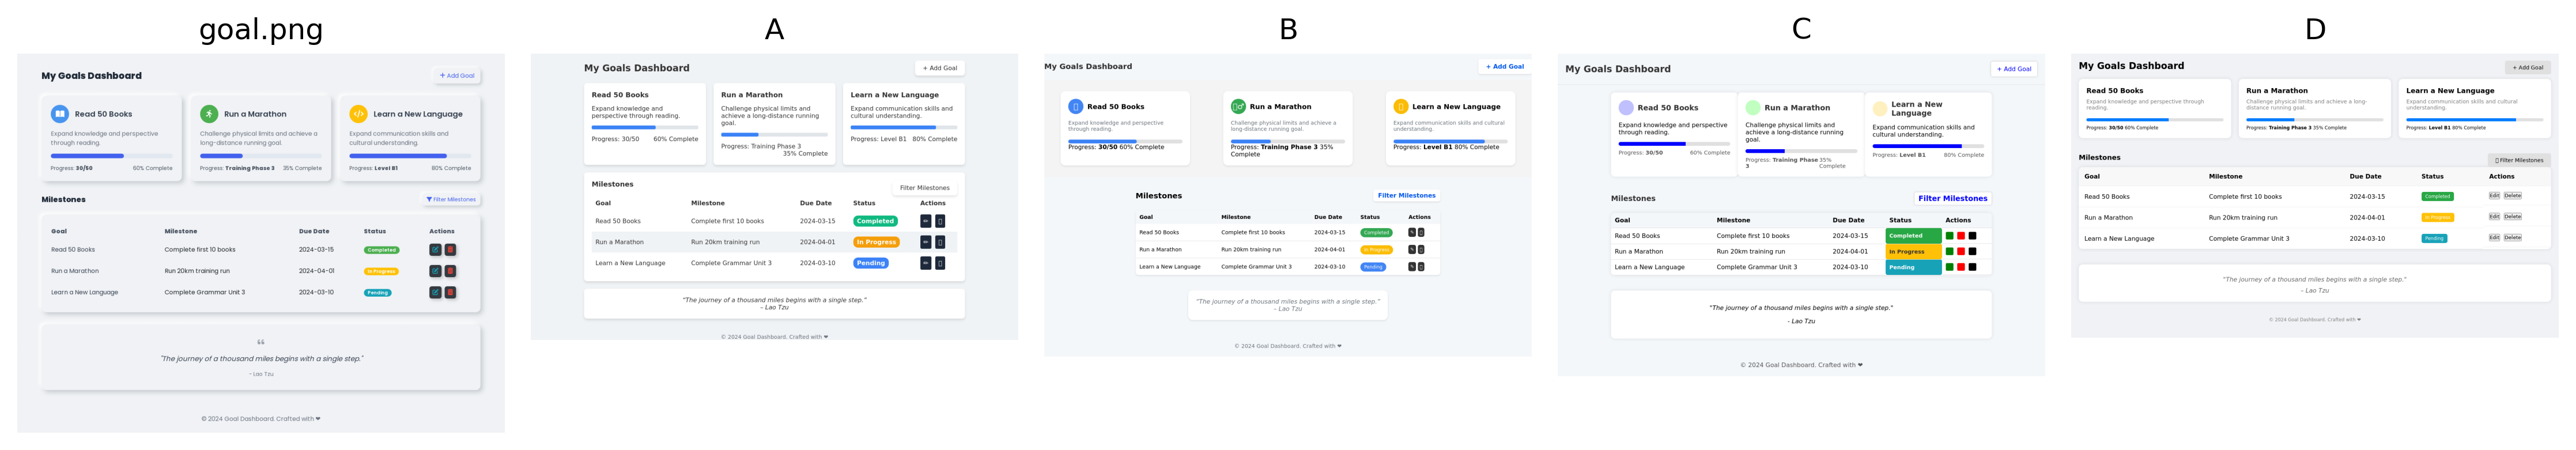 goal.png
My Goals Dashboard
+ Add Goal
Read 50 Books
Expand knowledge and perspective
through reading.
Progress: 30/50 60% Complete
Run a Marathon
Challenge physical limits and achieve a
long-distance running goal.
Progress: Training Phase 3 35% Complete
Learn a New Language
Expand communication skills and
cultural understanding.
Progress: Level B1 80% Complete
Milestones
Filter Milestones
Goal Milestone Due Date Status Actions
Read 50 Books Complete first 10 books 2024-03-15 Completed
Run a Marathon Run 20km training run 2024-04-01 In Progress
Learn a New Language Complete Grammar Unit 3 2024-03-10 Pending
"The journey of a thousand miles begins with a single step."
- Lao Tzu
© 2024 Goal Dashboard. Crafted with ❤
A
My Goals Dashboard
+ Add Goal
Read 50 Books
Expand knowledge and
perspective through reading.
Progress: 30/50 60% Complete
Run a Marathon
Challenge physical limits and
achieve a long-distance running
goal.
Progress: Training Phase 3
35% Complete
Learn a New Language
Expand communication skills and
cultural understanding.
Progress: Level B1 80% Complete
Milestones
Filter Milestones
Goal Milestone Due Date Status Actions
Read 50 Books Complete first 10 books 2024-03-15 Completed
Run a Marathon Run 20km training run 2024-04-01 In Progress
Learn a New Language Complete Grammar Unit 3 2024-03-10 Pending
"The journey of a thousand miles begins with a single step."
– Lao Tzu
© 2024 Goal Dashboard. Crafted with ❤
B
My Goals Dashboard
+ Add Goal
Read 50 Books
Expand knowledge and perspective
through reading.
Progress: 30/50 60% Complete
Run a Marathon
Challenge physical limits and achieve a
long-distance running goal.
Progress: Training Phase 3 35%
Complete
Learn a New Language
Expand communication skills and cultural
understanding.
Progress: Level B1 80% Complete
Milestones
Filter Milestones
Goal Milestone Due Date Status Actions
Read 50 Books Complete first 10 books 2024-03-15 Completed
Run a Marathon Run 20km training run 2024-04-01 In Progress
Learn a New Language Complete Grammar Unit 3 2024-03-10 Pending
"The journey of a thousand miles begins with a single step."
– Lao Tzu
© 2024 Goal Dashboard. Crafted with ❤
C
My Goals Dashboard
+ Add Goal
Read 50 Books
Expand knowledge and perspective
through reading.
Progress: 30/50 60% Complete
Run a Marathon
Challenge physical limits and
achieve a long-distance running
goal.
Progress: Training Phase 35%
3 Complete
Learn a New
Language
Expand communication skills and
cultural understanding.
Progress: Level B1 80% Complete
Milestones
Filter Milestones
Goal Milestone Due Date Status Actions
Read 50 Books Complete first 10 books 2024-03-15 Completed
Run a Marathon Run 20km training run 2024-04-01 In Progress
Learn a New Language Complete Grammar Unit 3 2024-03-10 Pending
"The journey of a thousand miles begins with a single step."
- Lao Tzu
© 2024 Goal Dashboard. Crafted with ❤
D
My Goals Dashboard
+ Add Goal
Read 50 Books
Expand knowledge and perspective through
reading.
Progress: 30/50 60% Complete
Run a Marathon
Challenge physical limits and achieve a long-
distance running goal.
Progress: Training Phase 3 35% Complete
Learn a New Language
Expand communication skills and cultural
understanding.
Progress: Level B1 80% Complete
Milestones
Filter Milestones
Goal Milestone Due Date Status Actions
Read 50 Books Complete first 10 books 2024-03-15 Completed Edit Delete
Run a Marathon Run 20km training run 2024-04-01 In Progress Edit Delete
Learn a New Language Complete Grammar Unit 3 2024-03-10 Pending Edit Delete
"The journey of a thousand miles begins with a single step."
– Lao Tzu
© 2024 Goal Dashboard. Crafted with ❤